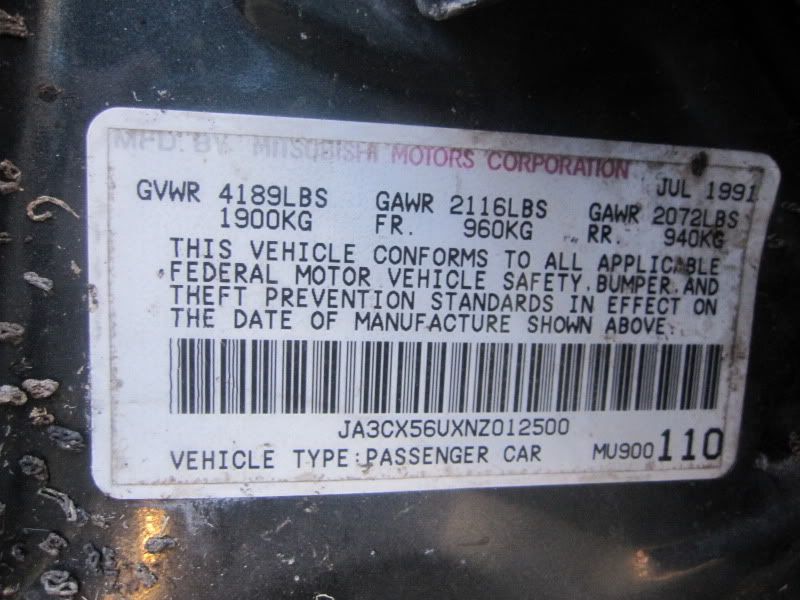 MFD. BY MITSUBISHI MOTORS CORPORATION
JUL 1991
GVWR 4189LBS GAWR 2116LBS GAWR 2072LBS
1900KG FR. 960KG RR. 940KG
THIS VEHICLE CONFORMS TO ALL APPLICABLE
FEDERAL MOTOR VEHICLE SAFETY, BUMPER, AND
THEFT PREVENTION STANDARDS IN EFFECT ON
THE DATE OF MANUFACTURE SHOWN ABOVE.
JA3CX56UXNZ012500
VEHICLE TYPE:PASSENGER CAR MU900110